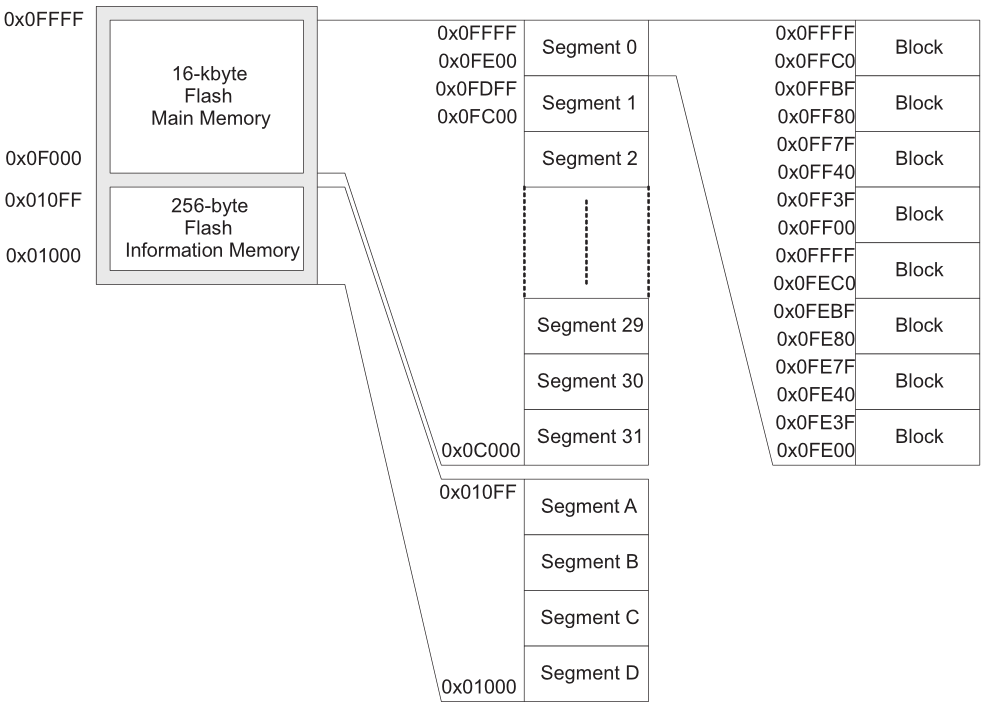 0x0FFFF
16-kbyte
Flash
Main Memory
0x0F000
0x010FF
256-byte
Flash
Information Memory
0x01000
0x0FFFF
Segment 0
0x0FE00
0x0FDFF
Segment 1
0x0FC00
Segment 2
Segment 29
Segment 30
Segment 31
0x0C000
0x010FF
Segment A
Segment B
Segment C
Segment D
0x01000
0x0FFFF
Block
0x0FFC0
0x0FFBF
Block
0x0FF80
0x0FF7F
Block
0x0FF40
0x0FF3F
Block
0x0FF00
0x0FFFF
Block
0x0FEC0
0x0FEBF
Block
0x0FE80
0x0FE7F
Block
0x0FE40
0x0FE3F
Block
0x0FE00